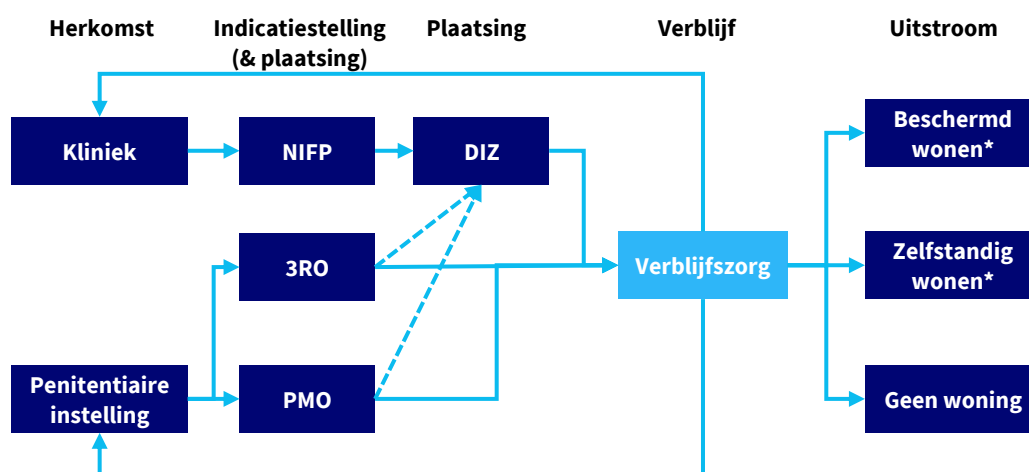 Herkomst
Indicatiestelling
(& plaatsing)
Plaatsing
Verblijf
Uitstroom
Kliniek
NIFP
DIZ
Beschermd
wonen*
3RO
Verblijfszorg
Zelfstandig
wonen*
Penitentiaire
instelling
PMO
Geen woning